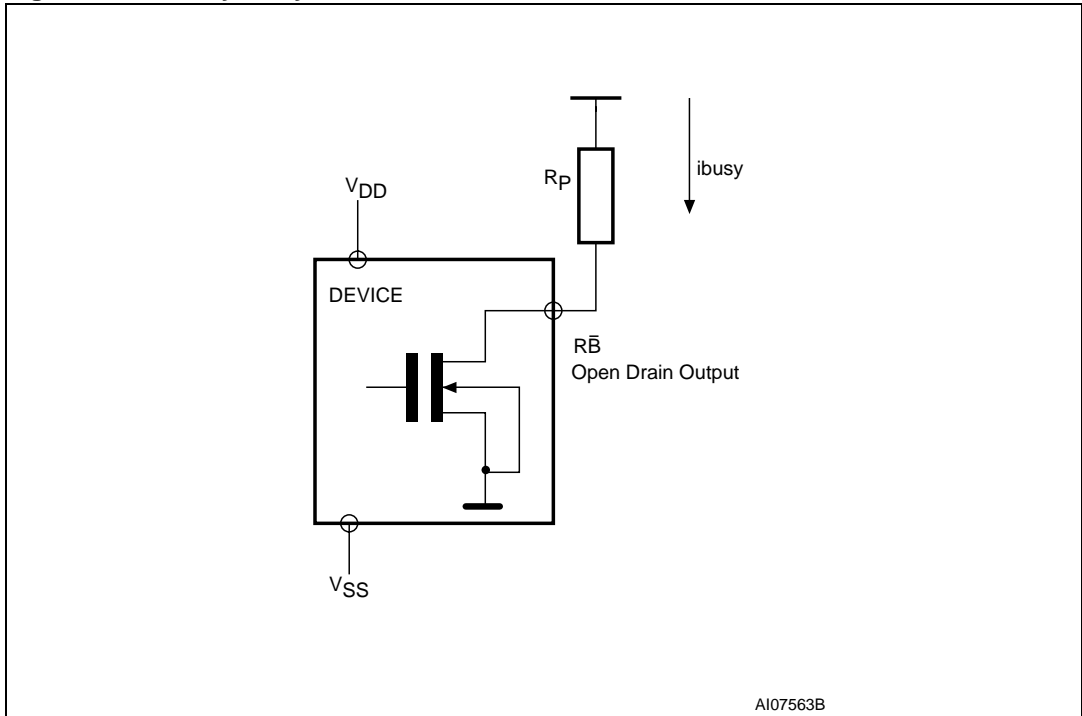 ibusy
RP
VDD
DEVICE
RB̅
Open Drain Output
VSS
AI07563B